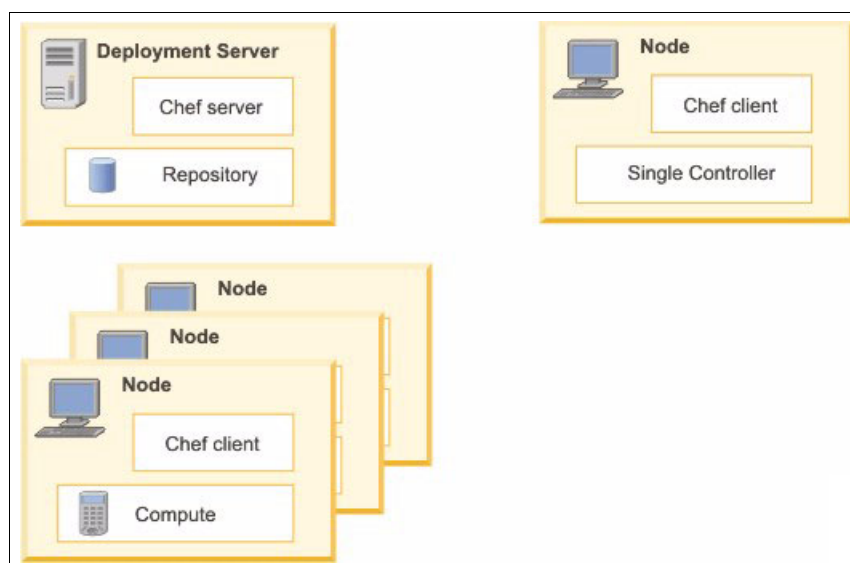 Deployment Server
Chef server
Repository
Node
Chef client
Single Controller
Node
Node
Node
Chef client
Compute